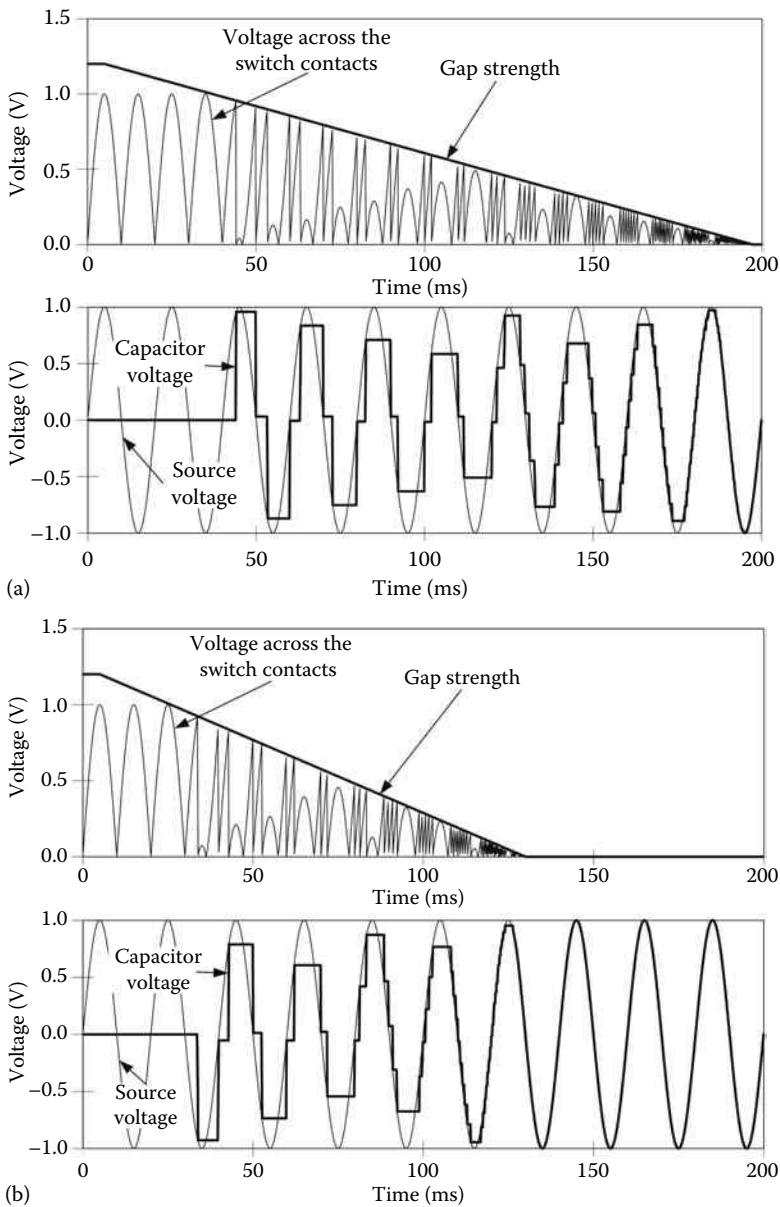 1.5
Voltage across the
switch contacts
Gap strength
1.0
Voltage (V)
0.5
0.0
0 50 100 150 200
Time (ms)
1.0
Capacitor
voltage
0.5
Voltage (V)
0.0
Source
voltage
−0.5
−1.0
0 50 100 150 200
(a)
Time (ms)
1.5
Voltage across the
switch contacts
Gap strength
1.0
Voltage (V)
0.5
0.0
0 50 100 150 200
Time (ms)
1.0
Capacitor
voltage
0.5
Voltage (V)
0.0
Source
voltage
−0.5
−1.0
0 50 100 150 200
(b)
Time (ms)